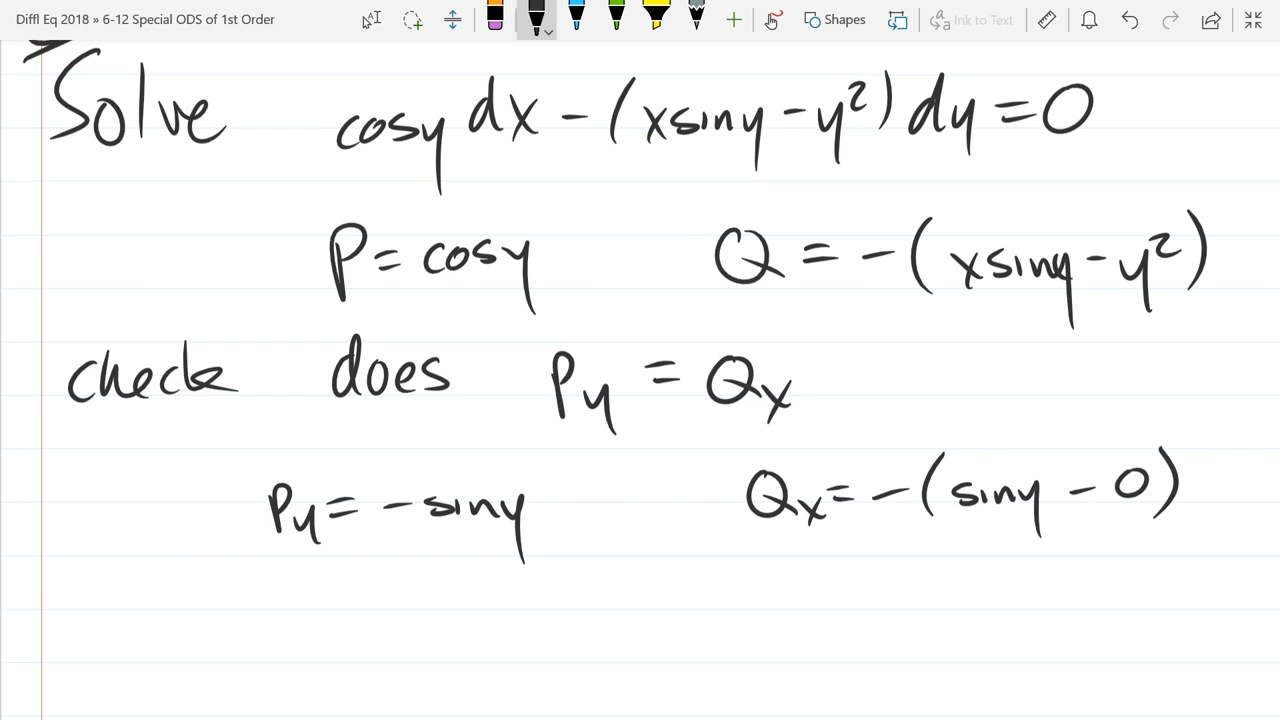 Diffl Eq 2018 » 6-12 Special ODS of 1st Order Shapes Ink to Text
Solve cosy dx - (xsiny - y²) dy = 0
P = cosy Q = -(xsiny - y²)
check does Py = Qx
Py = -siny Qx = -(siny - 0)